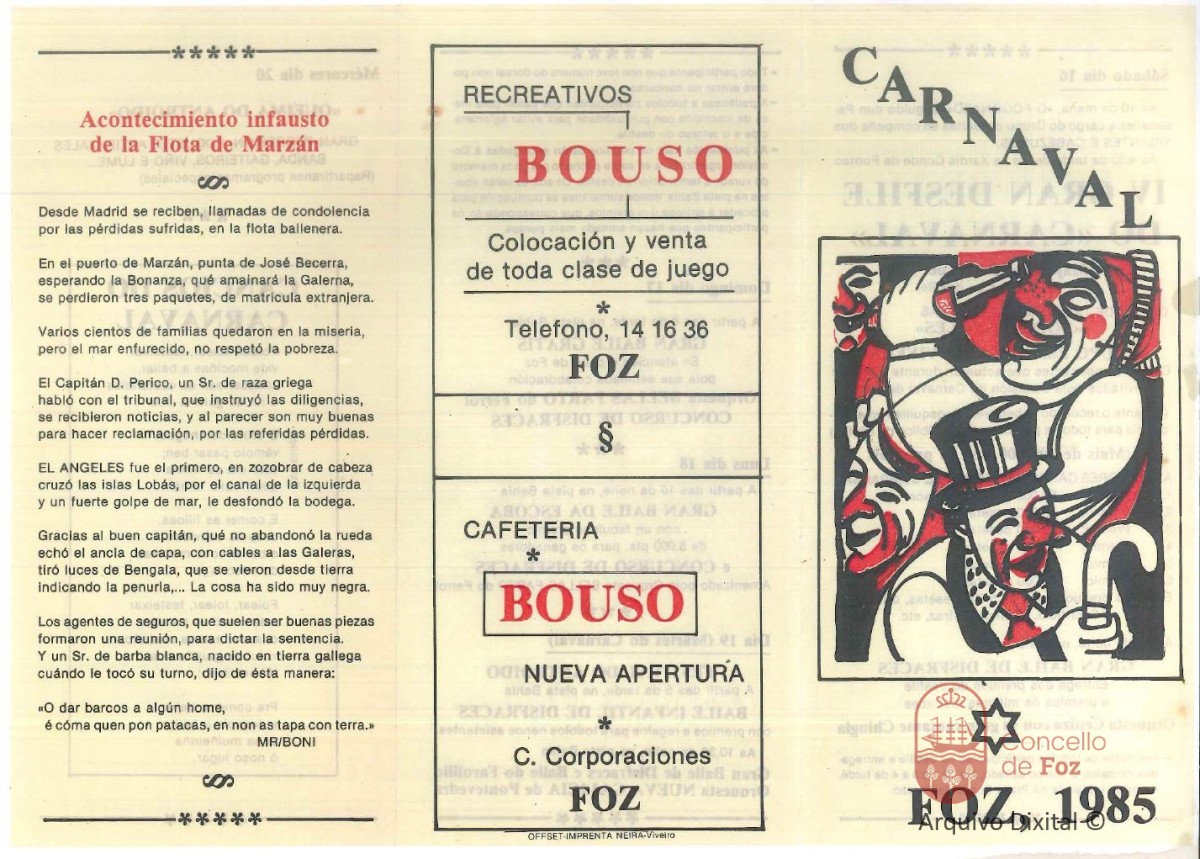 Acontecimiento infausto
de la Flota de Marzán
Desde Madrid se reciben, llamadas de condolencia
por las pérdidas sufridas, en la flota ballenera.
En el puerto de Marzán, punta de José Becerra,
esperando la Bonanza, qué amainará la Galerna,
se perdieron tres paquetes, de matricula extranjera.
Varios cientos de familias quedaron en la miseria,
pero el mar enfurecido, no respetó la pobreza.
El Capitán D. Perico, un Sr. de raza griega
habló con el tribunal, que instruyó las diligencias,
se recibieron noticias, y al parecer son muy buenas
para hacer reclamación, por las referidas pérdidas.
EL ANGELES fue el primero, en zozobrar de cabeza
cruzó las islas Lobás, por el canal de la izquierda
y un fuerte golpe de mar, le desfondó la bodega.
Gracias al buen capitán, qué no abandonó la rueda
echó el ancla de capa, con cables a las Galeras,
tiró luces de Bengala, que se vieron desde tierra
indicando la penuria,... La cosa ha sido muy negra.
Los agentes de seguros, que suelen ser buenas piezas
formaron una reunión, para dictar la sentencia.
Y un Sr. de barba blanca, nacido en tierra gallega
cuándo le tocó su turno, dijo de ésta manera:
«O dar barcos a algún home,
é cóma quen pon patacas, en non as tapa con terra.»
MR/BONI
RECREATIVOS
BOUSO
Colocación y venta
de toda clase de juego
*
Telefono, 14 16 36
FOZ
§
CAFETERIA
*
BOUSO
NUEVA APERTURA
*
C. Corporaciones
FOZ
OFFSET-IMPRENTA NEIRA-Viveiro
CARNAVAL
FOZ, 1985
Concello
de Foz
Arquivo Dixital ©